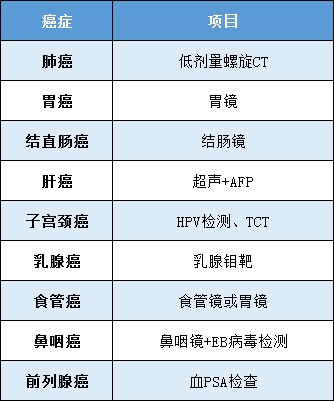 癌症 项目
肺癌 低剂量螺旋CT
胃癌 胃镜
结直肠癌 结肠镜
肝癌 超声+AFP
子宫颈癌 HPV检测、TCT
乳腺癌 乳腺钼靶
食管癌 食管镜或胃镜
鼻咽癌 鼻咽镜+EB病毒检测
前列腺癌 血PSA检查